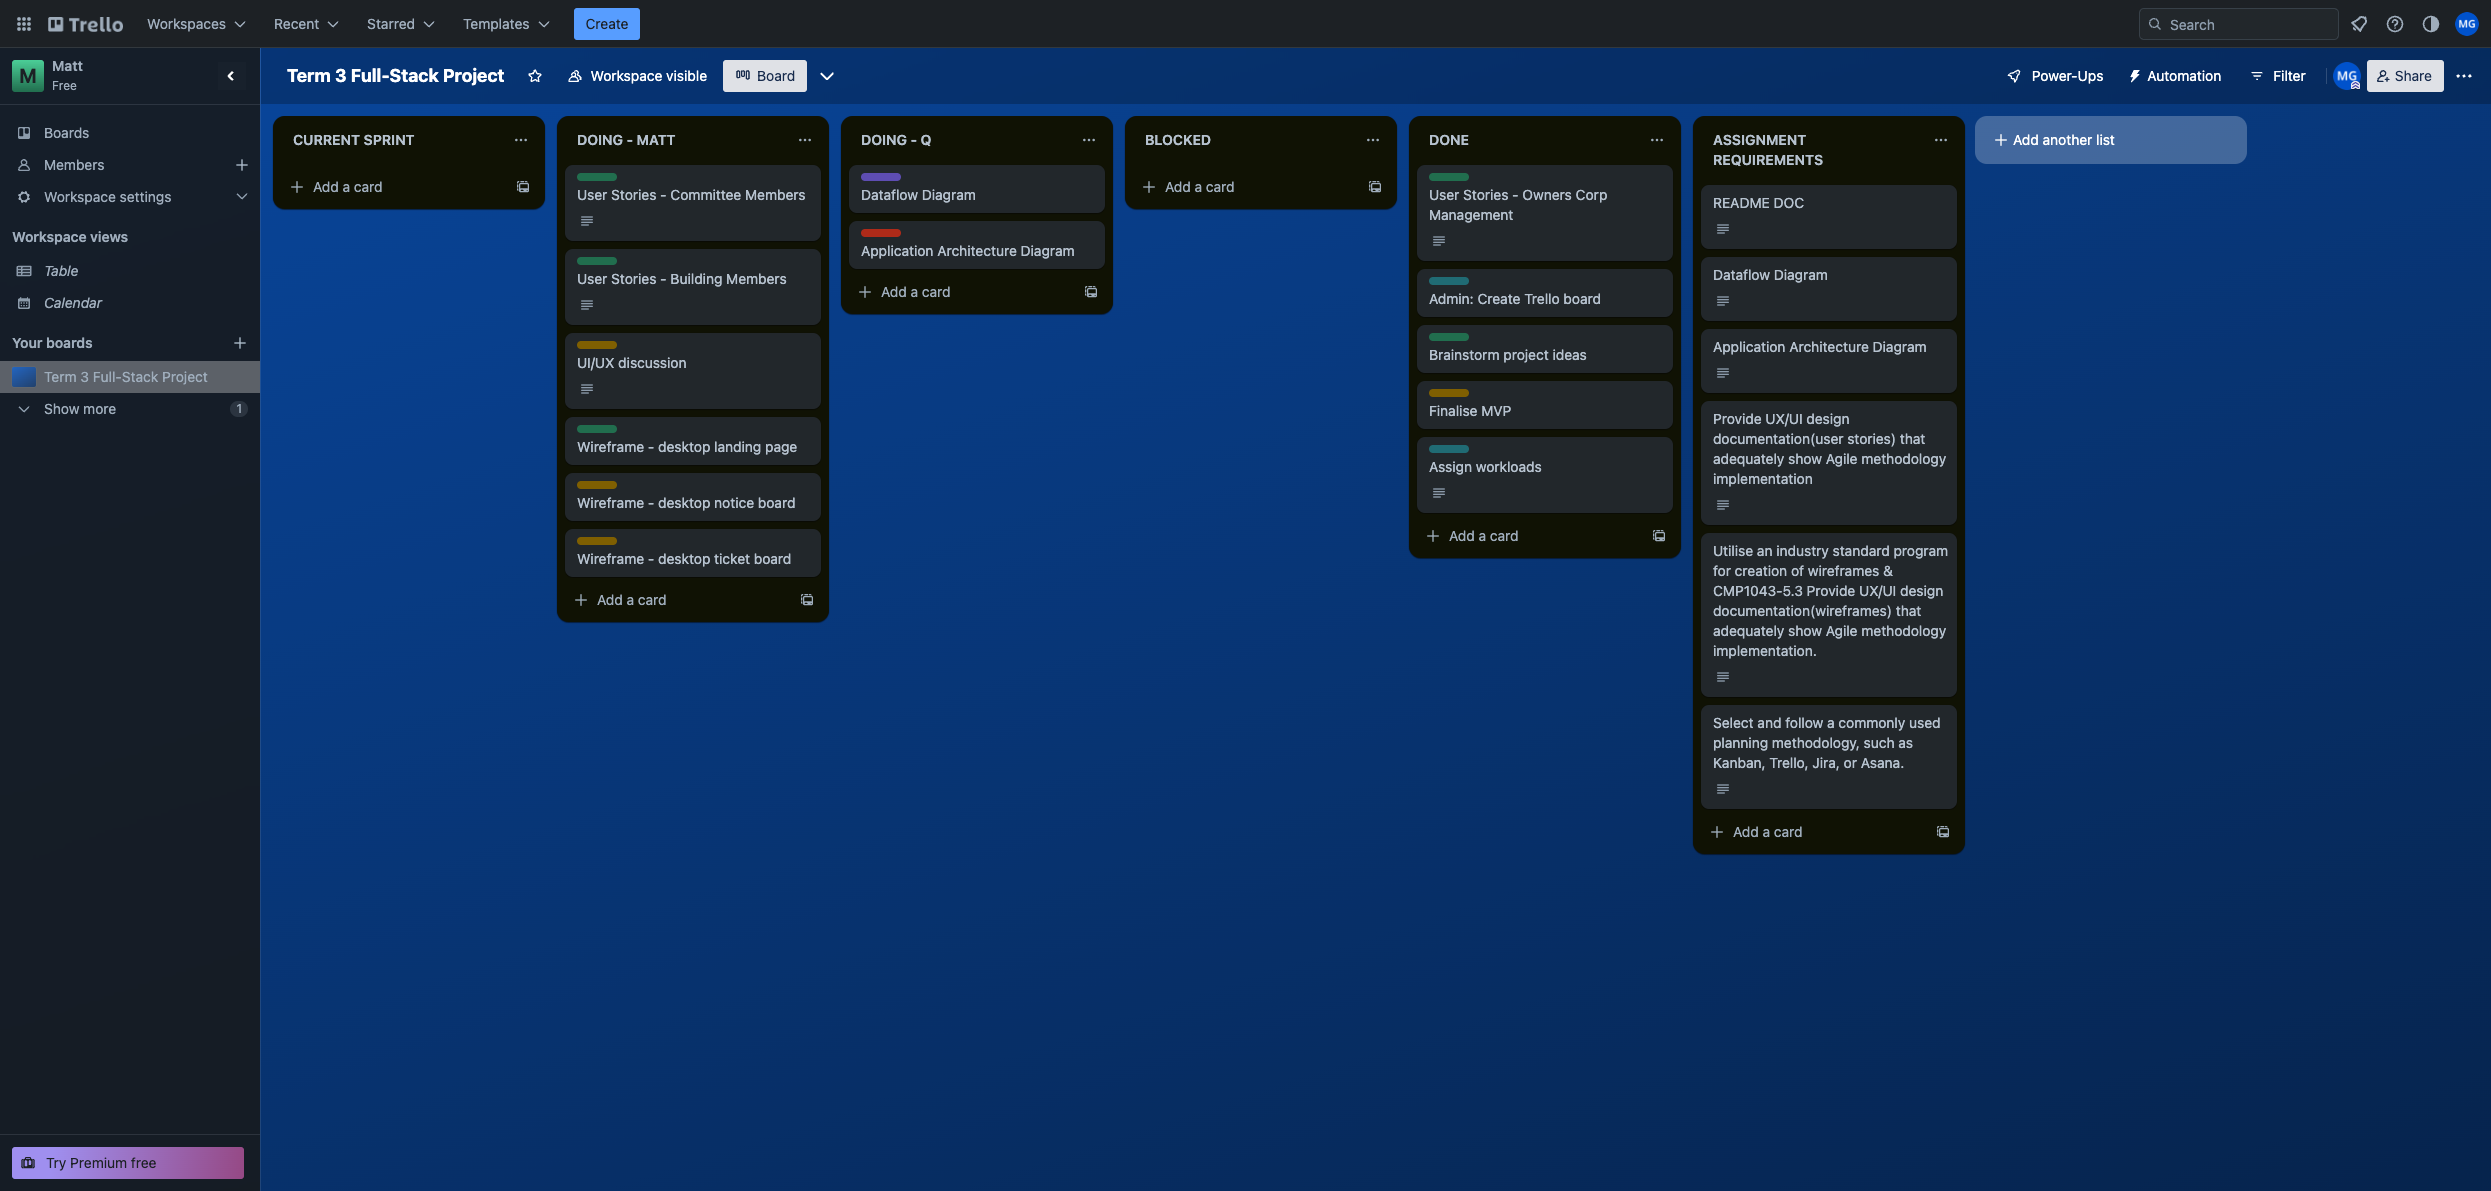 Trello
Workspaces
Recent
Starred
Templates
Create
Search
MG
M
Matt
Free
Boards
Members
Workspace settings
Workspace views
Table
Calendar
Your boards
Term 3 Full-Stack Project
Show more
1
Try Premium free
Term 3 Full-Stack Project
Workspace visible
Board
Power-Ups
Automation
Filter
MG
Share
CURRENT SPRINT
Add a card
DOING - MATT
User Stories - Committee Members
User Stories - Building Members
UI/UX discussion
Wireframe - desktop landing page
Wireframe - desktop notice board
Wireframe - desktop ticket board
Add a card
DOING - Q
Dataflow Diagram
Application Architecture Diagram
Add a card
BLOCKED
Add a card
DONE
User Stories - Owners Corp
Management
Admin: Create Trello board
Brainstorm project ideas
Finalise MVP
Assign workloads
Add a card
ASSIGNMENT
REQUIREMENTS
README DOC
Dataflow Diagram
Application Architecture Diagram
Provide UX/UI design
documentation(user stories) that
adequately show Agile methodology
implementation
Utilise an industry standard program
for creation of wireframes &
CMP1043-5.3 Provide UX/UI design
documentation(wireframes) that
adequately show Agile methodology
implementation.
Select and follow a commonly used
planning methodology, such as
Kanban, Trello, Jira, or Asana.
Add a card
Add another list